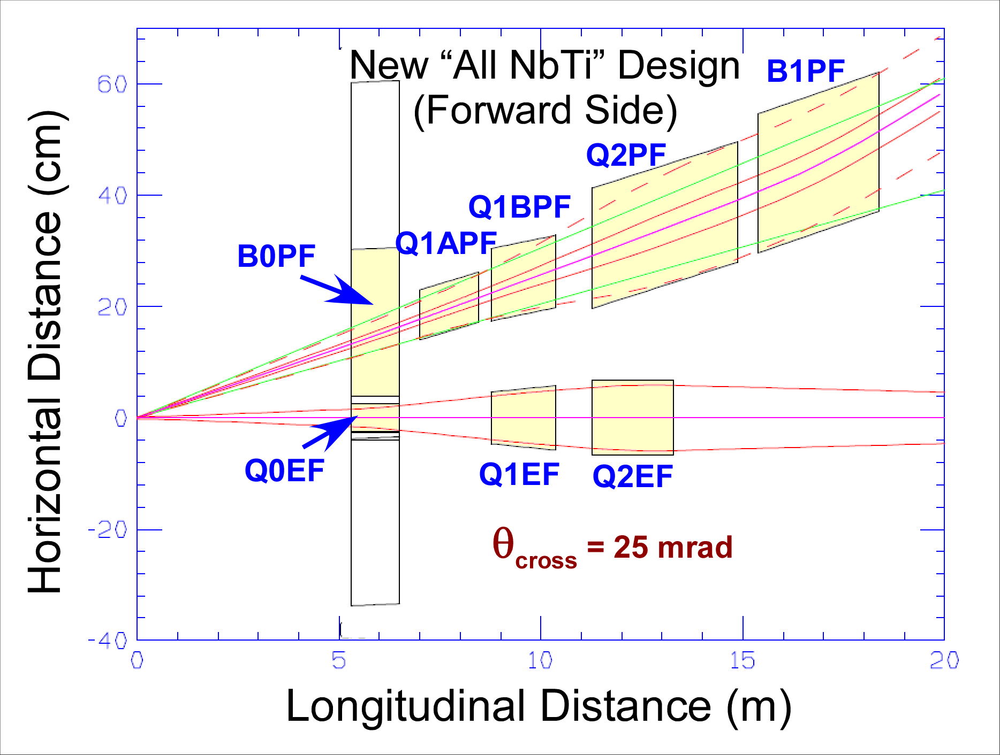 New “All NbTi” Design
(Forward Side)
B1PF
Q2PF
Q1BPF
Q1APF
B0PF
Q0EF
Q1EF
Q2EF
θcross = 25 mrad
Horizontal Distance (cm)
60
40
20
0
-20
-40
0
5
10
15
20
Longitudinal Distance (m)